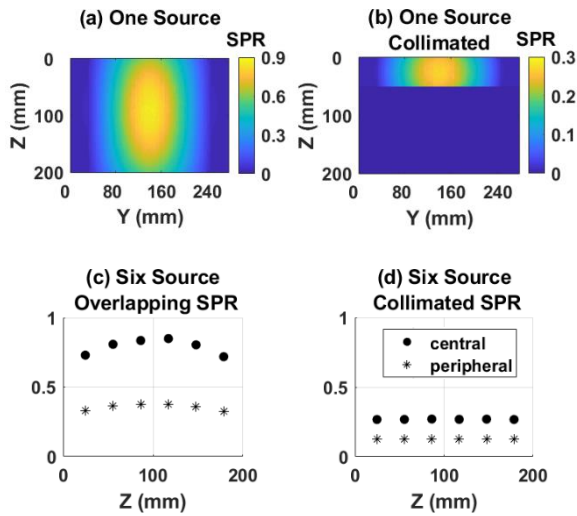 (a) One Source
SPR
0
100
200
Z (mm)
0 80 160 240
Y (mm)
0.9
0.6
0.3
0
(b) One Source
Collimated
SPR
0
100
200
Z (mm)
0 80 160 240
Y (mm)
0.3
0.2
0.1
0
(c) Six Source
Overlapping SPR
1
0.5
0
0 100 200
Z (mm)
(d) Six Source
Collimated SPR
1
0.5
0
central
peripheral
0 100 200
Z (mm)